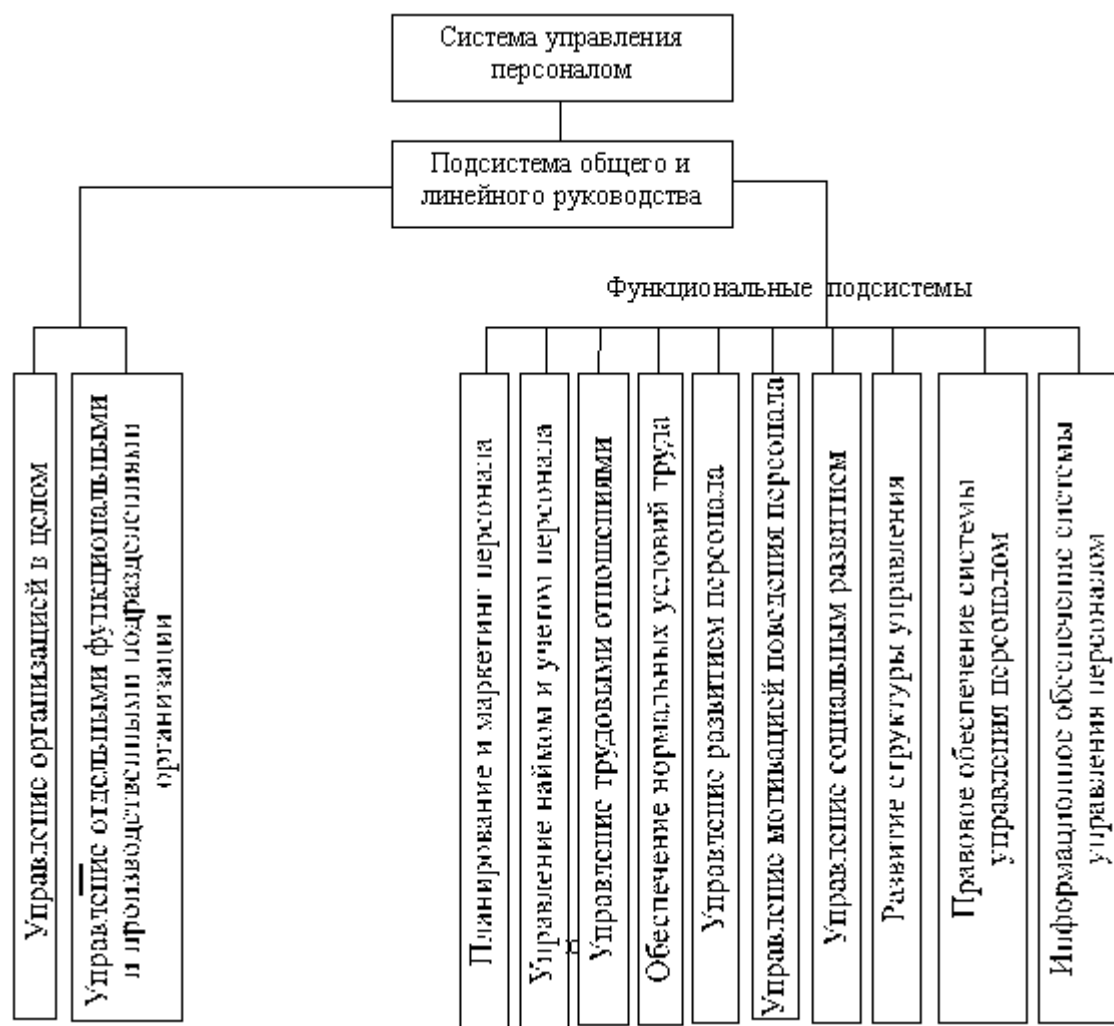 Система управления
персоналом
Подсистема общего и
линейного руководства
Функциональные подсистемы
Управление организацией в целом
Управление отдельными функциональными
и производственными подразделениями
организации
Планирование и маркетинг персонала
Управление наймом и учетом персонала
Управление трудовыми отношениями
Обеспечение нормальных условий труда
Управление развитием персонала
Управление мотивацией поведения персонала
Управление социальным развитием
Развитие структуры управления
Правовое обеспечение системы
управления персоналом
Информационное обеспечение системы
управления персоналом